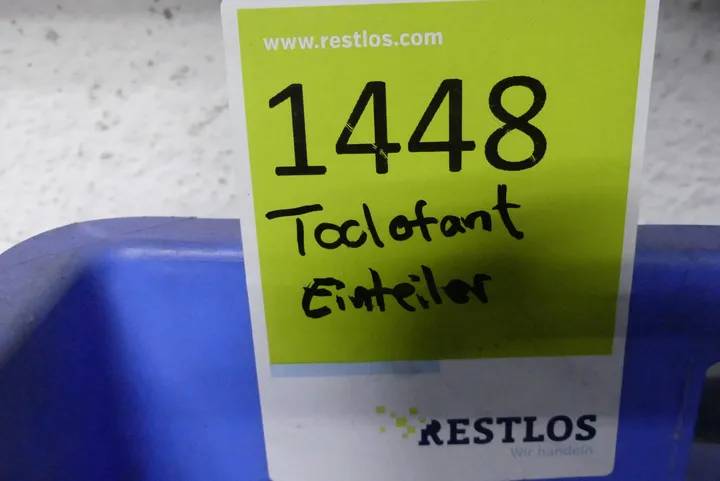 www.restlos.com
1448
Toolofant
Einteiler
RESTLOS
Wir handeln